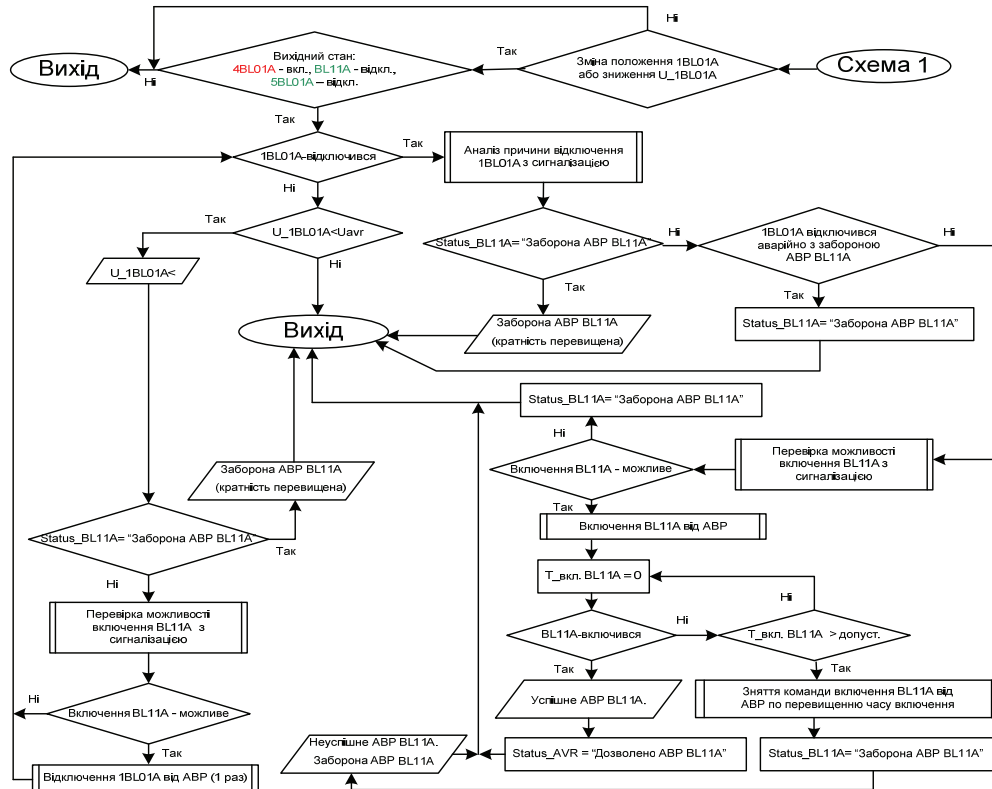 Ні
Вихід
Вихідний стан:
4BL01A - вкл., BL11A - відкл.,
5BL01A – відкл.
Ні
Так
Зміна положення 1BL01A
або зниження U_1BL01A
Схема 1
Так
1BL01A-відключився
Так
Аналіз причини відключення
1BL01A з сигналізацією
Ні
Так
U_1BL01A<Uavr
Ні
U_1BL01A<
Status_BL11A= “Заборона АВР BL11A”
Ні
1BL01A відключився
аварійно з забороною
АВР BL11A
Ні
Так
Так
Вихід
Заборона АВР BL11A
(кратність перевищена)
Status_BL11A= “Заборона АВР BL11A”
Status_BL11A= “Заборона АВР BL11A”
Ні
Включення BL11A - можливе
Перевірка можливості
включення BL11A з
сигналізацією
Заборона АВР BL11A
(кратність перевищена)
Так
Включення BL11A від АВР
Status_BL11A= “Заборона АВР BL11A”
Так
Ні
T_вкл. BL11A = 0
Ні
Перевірка можливості
включення BL11A з
сигналізацією
BL11A-включився
Ні
T_вкл. BL11A > допуст.
Так
Так
Ні
Включення BL11A - можливе
Успішне АВР BL11A.
Зняття команди включення BL11A від
АВР по перевищенню часу включення
Так
Неуспішне АВР BL11A.
Заборона АВР BL11A
Status_AVR = “Дозволено АВР BL11A”
Status_BL11A= “Заборона АВР BL11A”
Відключення 1BL01A від АВР (1 раз)